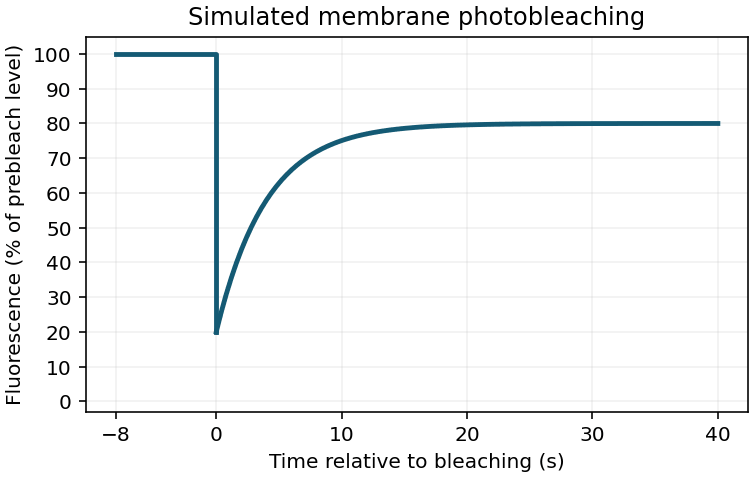 Simulated membrane photobleaching
Fluorescence (% of prebleach level)
100
90
80
70
60
50
40
30
20
10
0
−8 0 10 20 30 40
Time relative to bleaching (s)